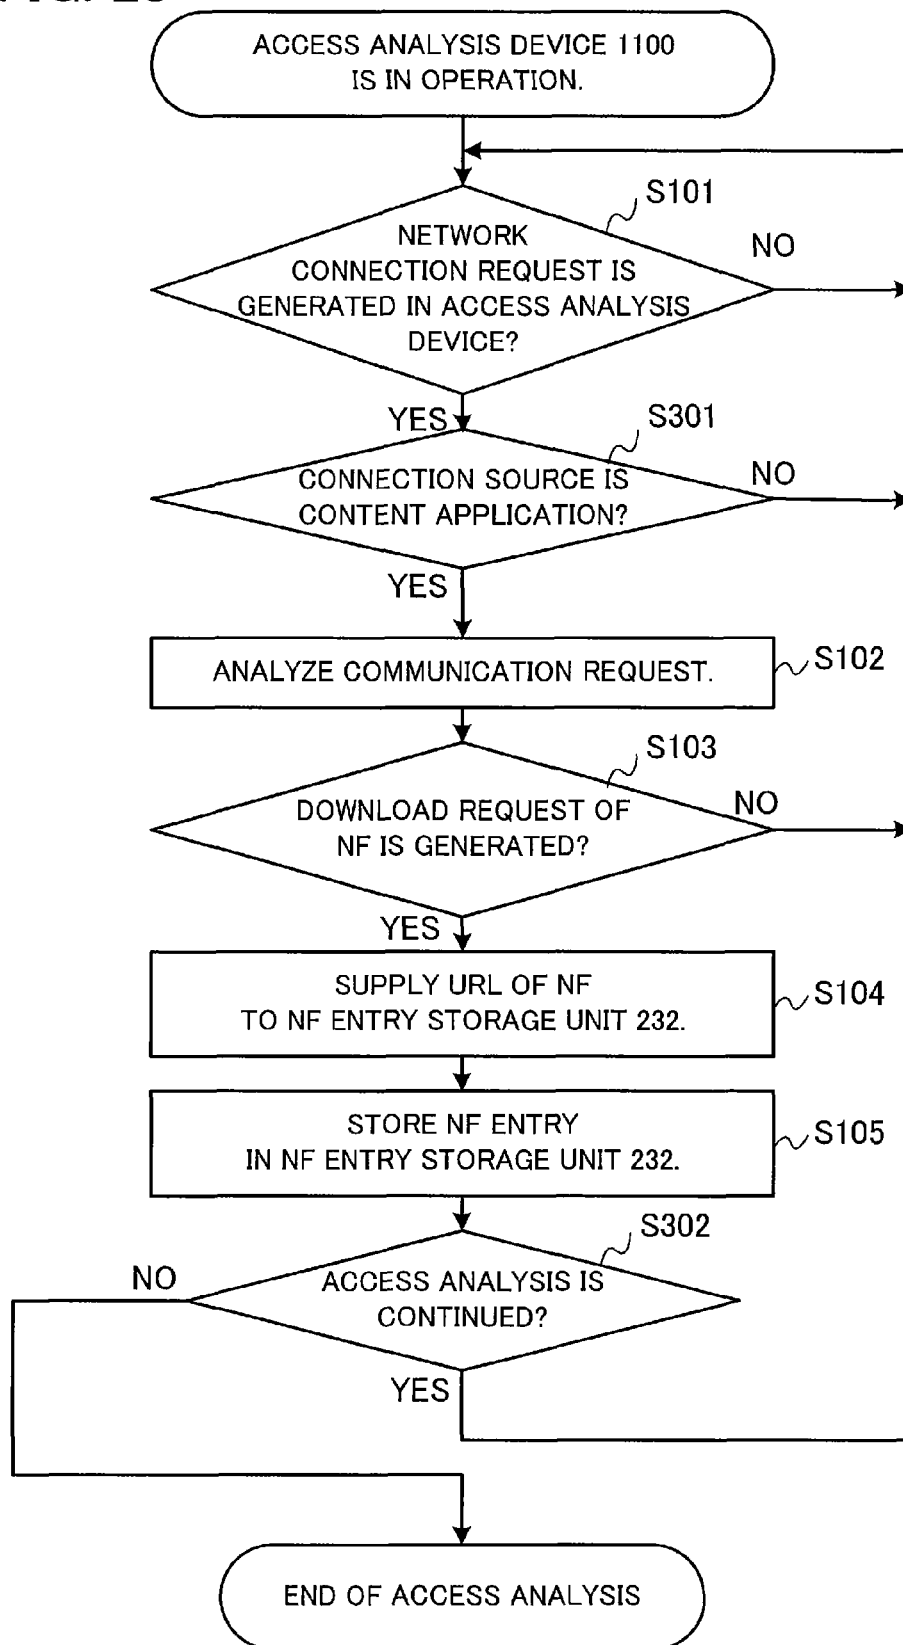 ACCESS ANALYSIS DEVICE 1100
IS IN OPERATION.
S101
NETWORK
CONNECTION REQUEST IS
GENERATED IN ACCESS ANALYSIS
DEVICE?
NO
YES
S301
CONNECTION SOURCE IS
CONTENT APPLICATION?
NO
YES
ANALYZE COMMUNICATION REQUEST.
S102
S103
DOWNLOAD REQUEST OF
NF IS GENERATED?
NO
YES
SUPPLY URL OF NF
TO NF ENTRY STORAGE UNIT 232.
S104
STORE NF ENTRY
IN NF ENTRY STORAGE UNIT 232.
S105
S302
NO
ACCESS ANALYSIS IS
CONTINUED?
YES
END OF ACCESS ANALYSIS